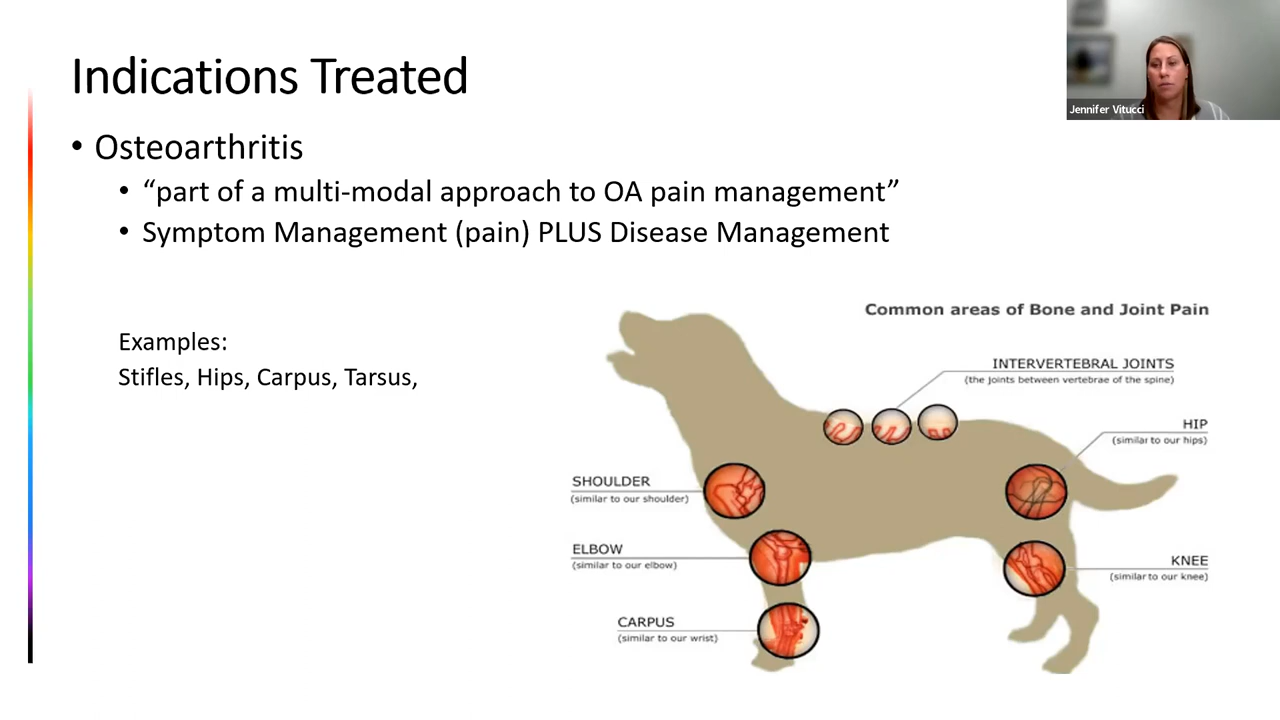 Indications Treated
Jennifer Vitucci
• Osteoarthritis
• “part of a multi-modal approach to OA pain management”
• Symptom Management (pain) PLUS Disease Management
Examples:
Stifles, Hips, Carpus, Tarsus,
Common areas of Bone and Joint Pain
INTERVERTEBRAL JOINTS
(the joints between vertebrae of the spine)
HIP
(similar to our hips)
SHOULDER
(similar to our shoulder)
ELBOW
(similar to our elbow)
KNEE
(similar to our knee)
CARPUS
(similar to our wrist)